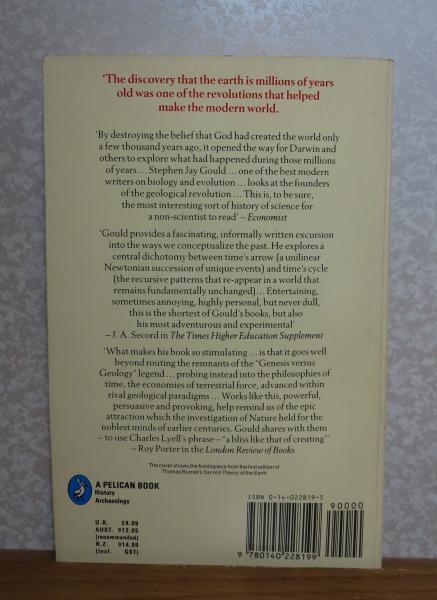 'The discovery that the earth is millions of years
old was one of the revolutions that helped
make the modern world.
'By destroying the belief that God had created the world only
a few thousand years ago, it opened the way for Darwin and
others to explore what had happened during those millions
of years ... Stephen Jay Gould ... one of the best modern
writers on biology and evolution ... looks at the founders
of the geological revolution ... This is, to be sure,
the most interesting sort of history of science for
a non-scientist to read' – Economist
'Gould provides a fascinating, informally written excursion
into the ways we conceptualize the past. He explores a
central dichotomy between time's arrow (a unilinear
Newtonian succession of unique events) and time's cycle
(the recursive patterns that re-appear in a world that
remains fundamentally unchanged)... Entertaining,
sometimes annoying, highly personal, but never dull,
this is the shortest of Gould's books, but also
his most adventurous and experimental'
– J. A. Secord in The Times Higher Education Supplement
'What makes his book so stimulating ... is that it goes well
beyond routing the remnants of the "Genesis versus
Geology" legend ... probing instead into the philosophies of
time, the economies of terrestrial force, advanced within
rival geological paradigms ... Works like this, powerful,
persuasive and provoking, help remind us of the epic
attraction which the investigation of Nature held for the
noblest minds of earlier centuries. Gould shares with them
– to use Charles Lyell's phrase – "a bliss like that of creating"'
– Roy Porter in the London Review of Books
The cover shows the frontispiece from the first edition of
Thomas Burnet's Sacred Theory of the Earth
A PELICAN BOOK
History
Archaeology
U.K. £4.99
AUST. $12.95
(recommended)
N.Z. $14.99
(incl. GST)
ISBN 0-14-022819-5
90000
9 780140 228199